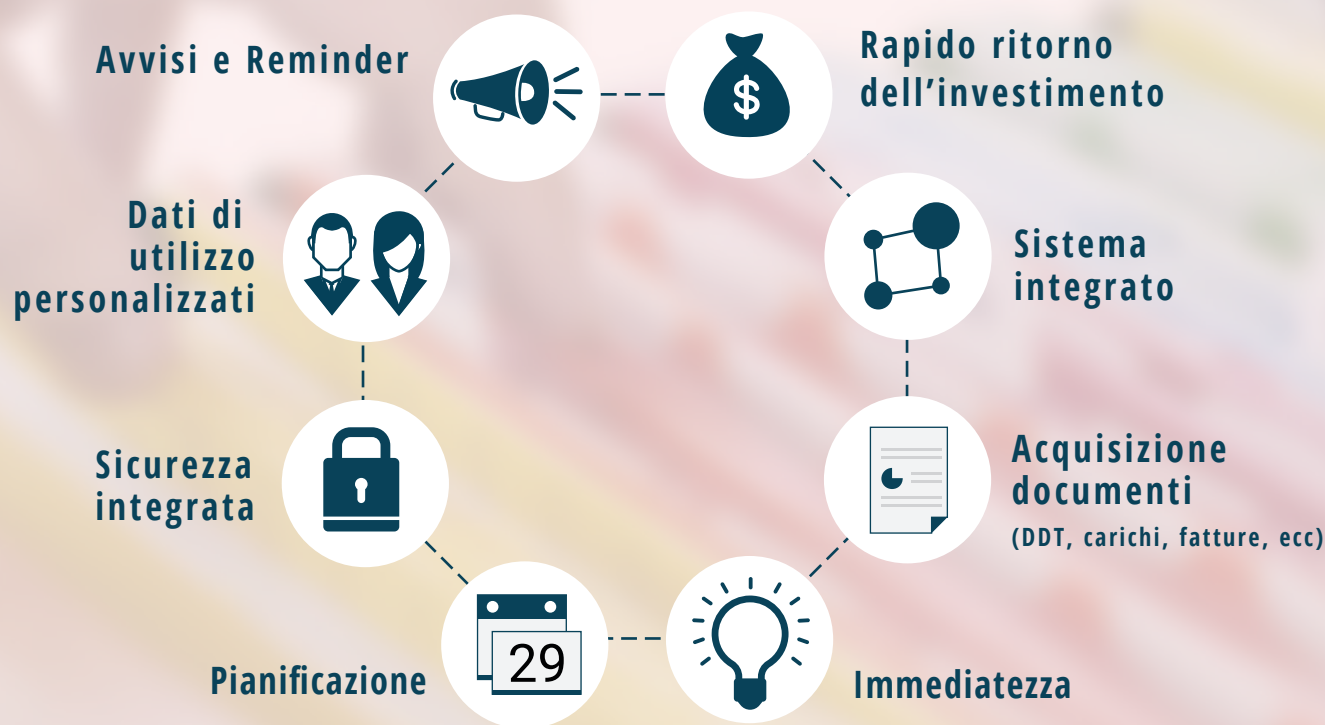 Avvisi e Reminder
$
Rapido ritorno
dell’investimento
Dati di
utilizzo
personalizzati
Sistema
integrato
Sicurezza
integrata
Acquisizione
documenti
(DDT, carichi, fatture, ecc)
Pianificazione
29
Immediatezza